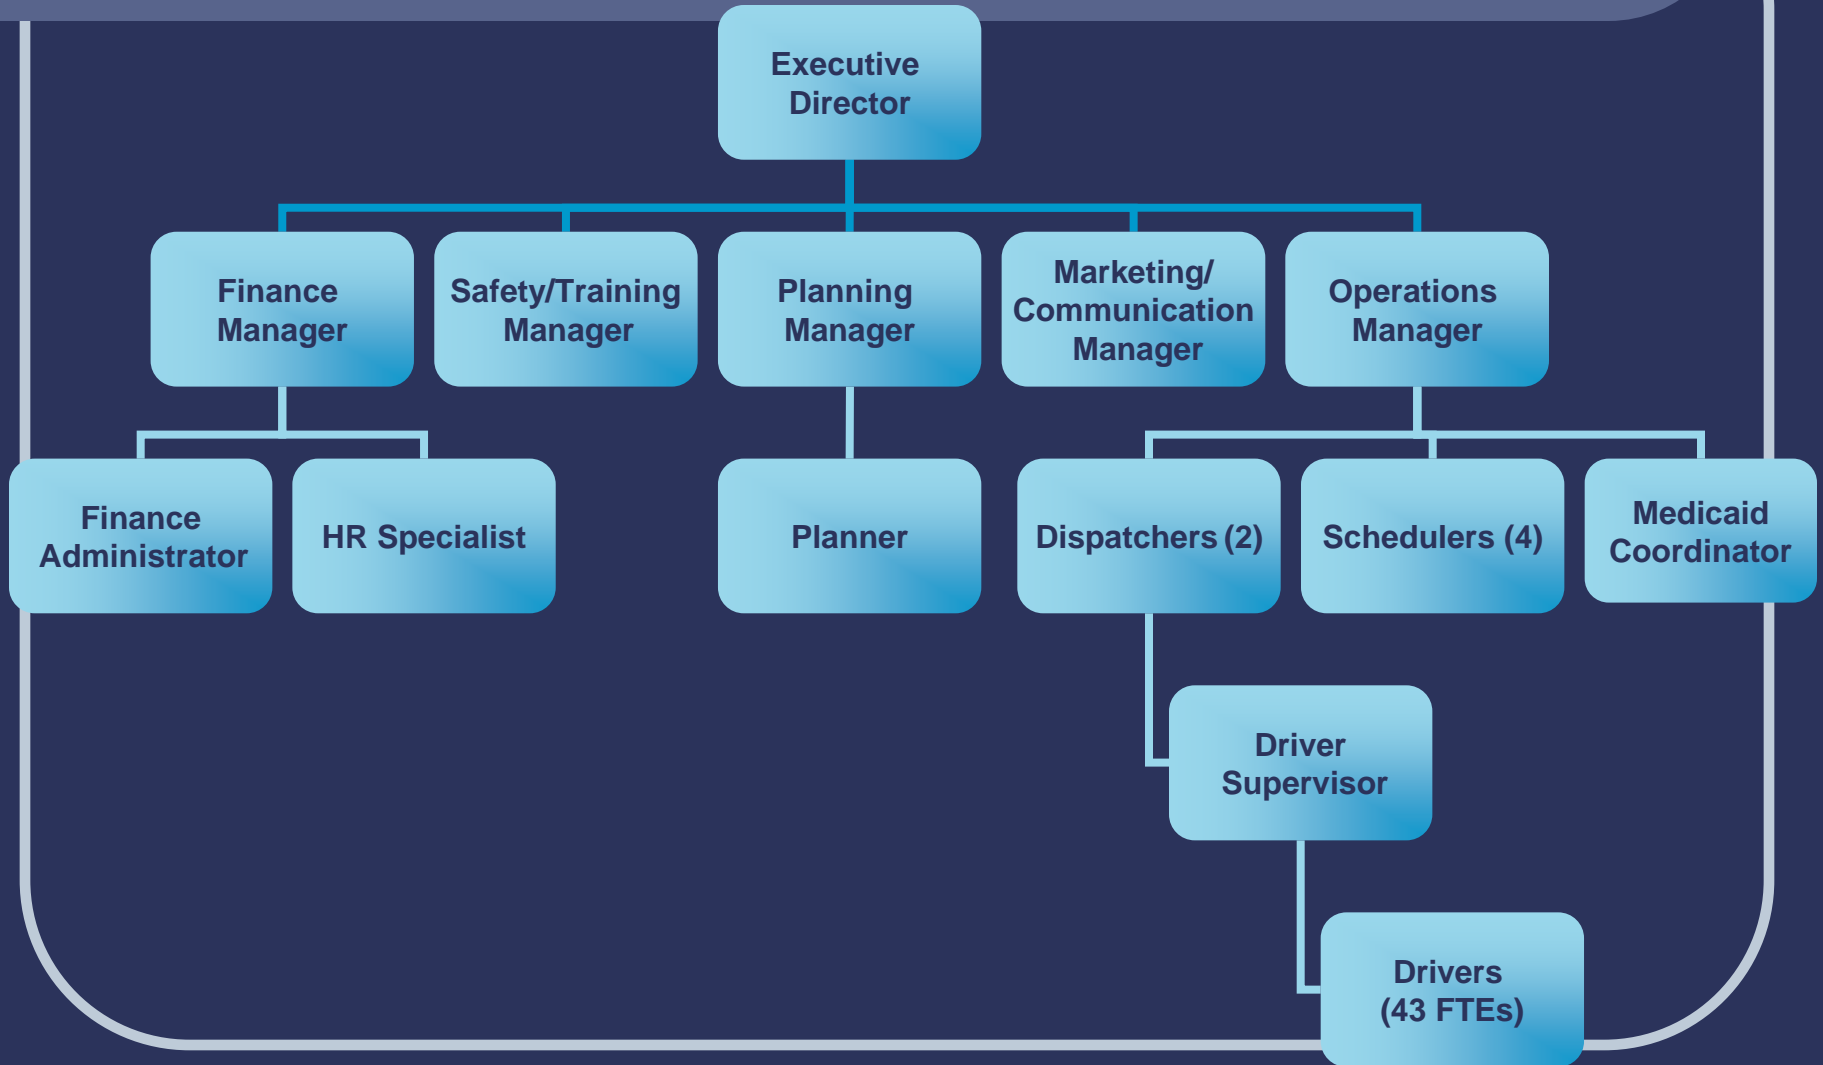 Executive
Director
Finance
Manager
Safety/Training
Manager
Planning
Manager
Marketing/
Communication
Manager
Operations
Manager
Finance
Administrator
HR Specialist
Planner
Dispatchers (2)
Schedulers (4)
Medicaid
Coordinator
Driver
Supervisor
Drivers
(43 FTEs)